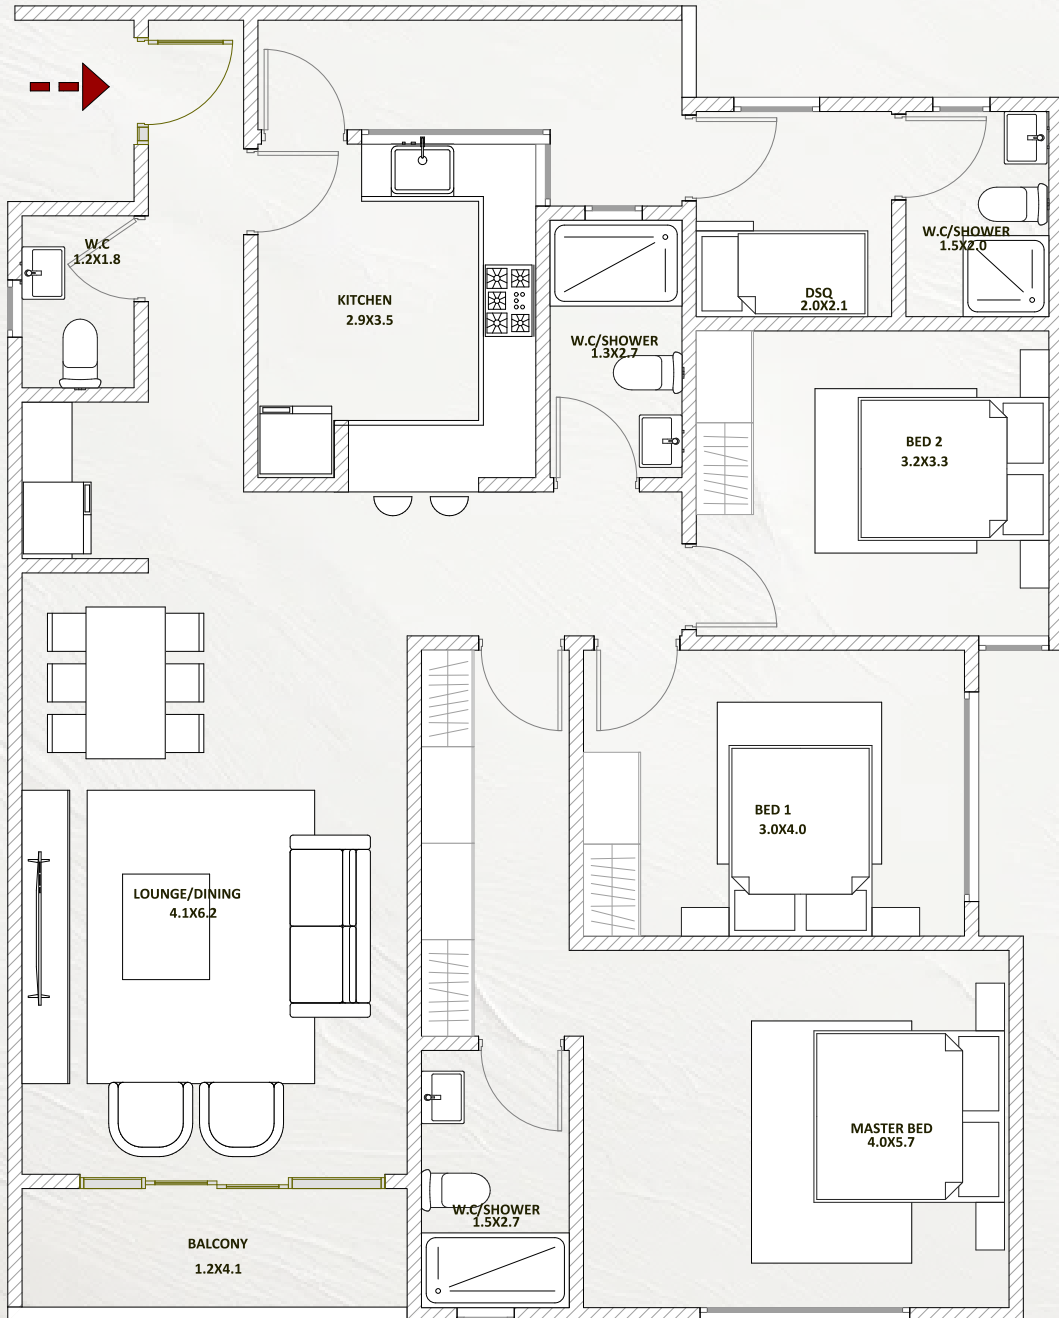 W.C
1.2X1.8
W.C/SHOWER
1.5X2.0
KITCHEN
2.9X3.5
DSQ
2.0X2.1
W.C/SHOWER
1.3X2.7
BED 2
3.2X3.3
BED 1
3.0X4.0
LOUNGE/DINING
4.1X6.2
MASTER BED
4.0X5.7
W.C/SHOWER
1.5X2.7
BALCONY
1.2X4.1